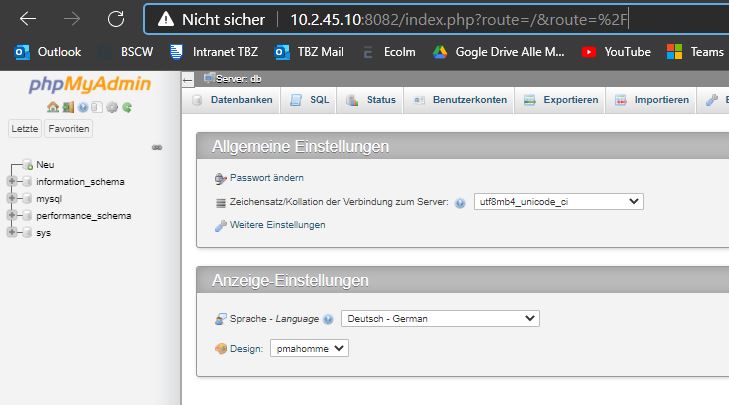 Nicht sicher 10.2.45.10:8082/index.php?route=/&route=%2F
Outlook BSCW Intranet TBZ TBZ Mail Ecolm Gogle Drive Alle M... YouTube Teams
phpMyAdmin
Letzte Favoriten
Neu
information_schema
mysql
performance_schema
sys
Server: db
Datenbanken SQL Status Benutzerkonten Exportieren Importieren E
Allgemeine Einstellungen
Passwort ändern
Zeichensatz/Kollation der Verbindung zum Server: utf8mb4_unicode_ci
Weitere Einstellungen
Anzeige-Einstellungen
Sprache - Language Deutsch - German
Design: pmahomme